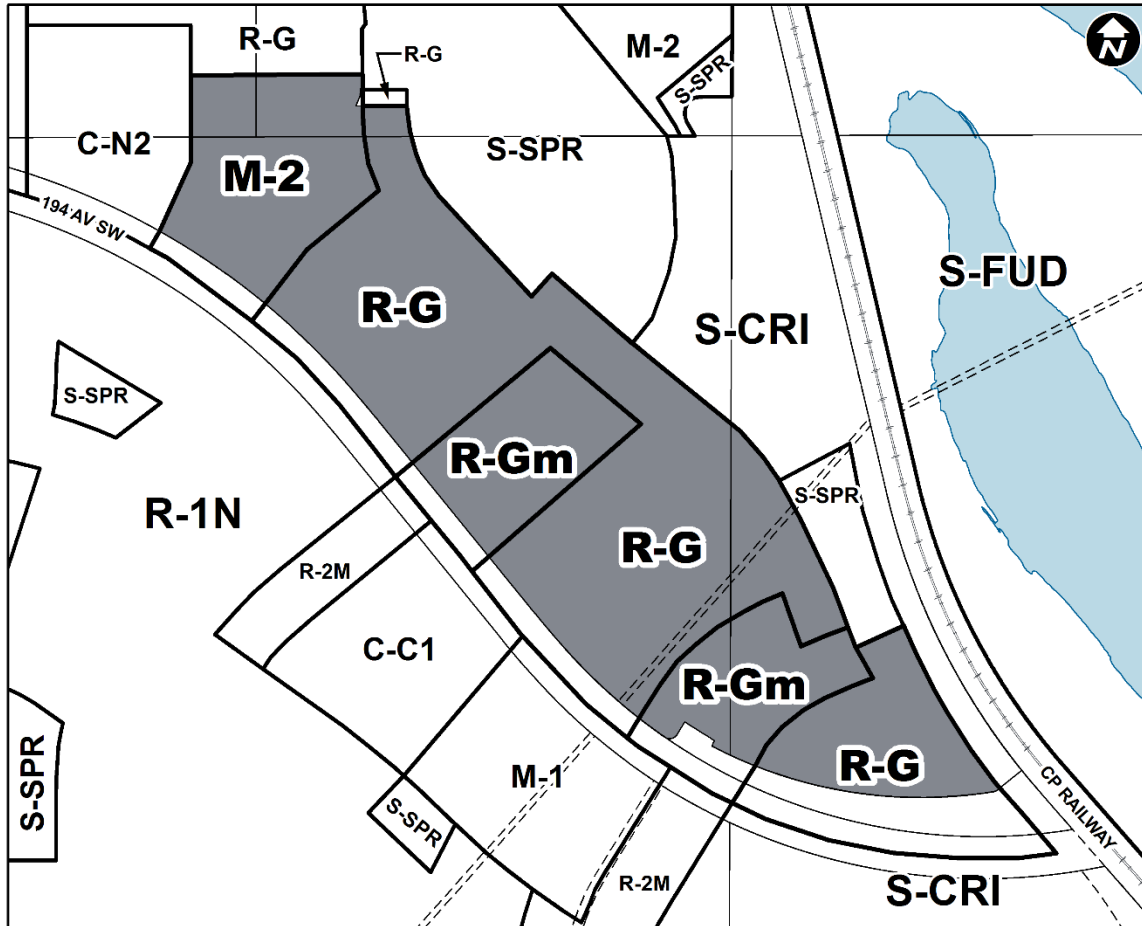 R-G
R-G
M-2
S-SPR
N
C-N2
S-SPR
M-2
194 AV SW
S-FUD
R-G
S-CRI
S-SPR
R-Gm
S-SPR
R-1N
R-G
R-2M
C-C1
R-Gm
S-SPR
M-1
R-G
CP RAILWAY
S-SPR
R-2M
S-CRI